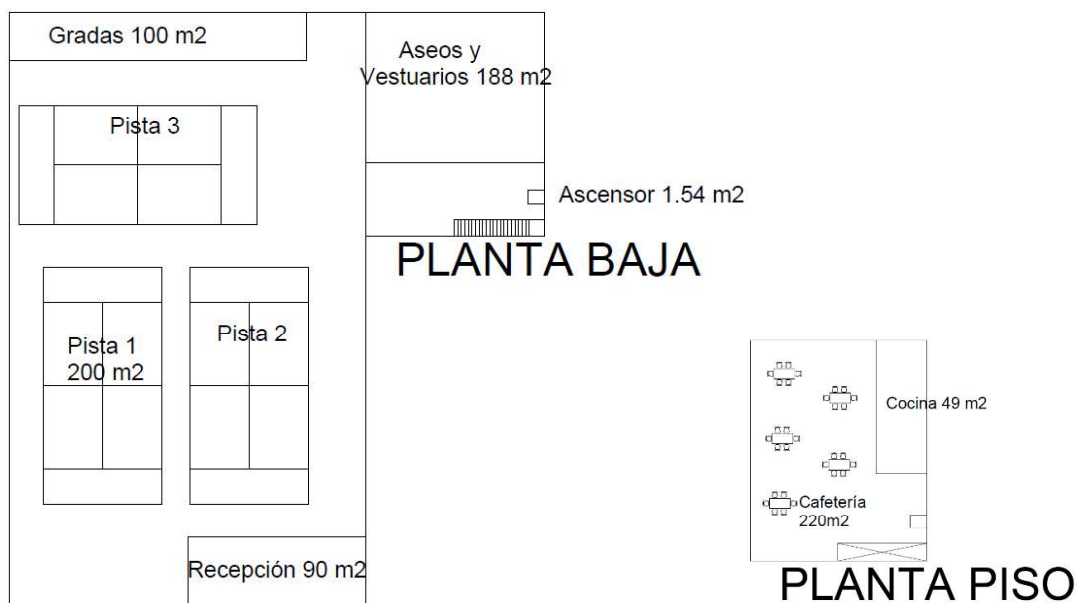 Gradas 100 m2
Aseos y
Vestuarios 188 m2
Pista 3
Ascensor 1.54 m2
PLANTA BAJA
Pista 1
200 m2
Pista 2
Recepción 90 m2
Cocina 49 m2
Cafetería
220m2
PLANTA PISO